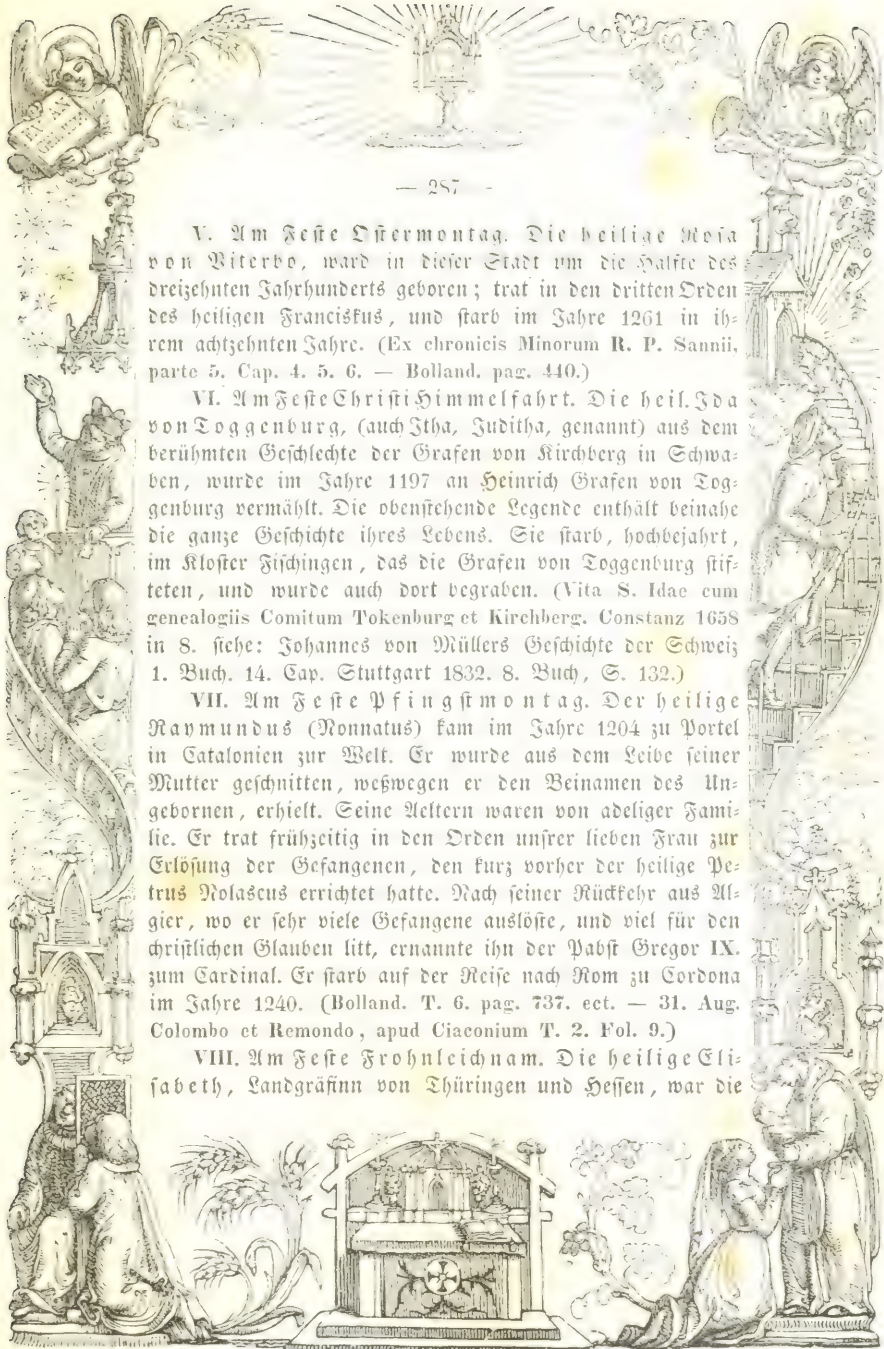 EV AN
GELIUM
— 287 -
V. Am Feste Ostermontag. Die heilige Rosa
von Viterbo, ward in dieser Stadt um die Halfte des
dreizehnten Jahrhunderts geboren; trat in den dritten Orden
des heiligen Franciskus, und starb im Jahre 1261 in ih=
rem achtzehnten Jahre. (Ex chronicis Minorum R. P. Sannii,
parte 5. Cap. 4. 5. 6. — Bolland. pag. 440.)
VI. Am Feste Christi Himmelfahrt. Die heil. Ida
von Toggenburg, (auch Itha, Juditha, genannt) aus dem
berühmten Geschlechte der Grafen von Kirchberg in Schwa=
ben, wurde im Jahre 1197 an Heinrich Grafen von Tog=
genburg vermählt. Die obenstehende Legende enthält beinahe
die ganze Geschichte ihres Lebens. Sie starb, hochbejahrt,
im Kloster Fischingen, das die Grafen von Toggenburg stif=
teten, und wurde auch dort begraben. (Vita S. Idae cum
genealogiis Comitum Tokenburg et Kirchberg. Constanz 1658
in 8. siehe: Johannes von Müllers Geschichte der Schweiz
1. Buch. 14. Cap. Stuttgart 1832. 8. Buch, S. 132.)
VII. Am Feste Pfingstmontag. Der heilige
Raymundus (Nonnatus) kam im Jahre 1204 zu Portel
in Catalonien zur Welt. Er wurde aus dem Leibe seiner
Mutter geschnitten, weßwegen er den Beinamen des Un=
gebornen, erhielt. Seine Aeltern waren von adeliger Fami=
lie. Er trat frühzeitig in den Orden unsrer lieben Frau zur
Erlösung der Gefangenen, den kurz vorher der heilige Pe=
trus Nolascus errichtet hatte. Nach seiner Rückkehr aus Al=
gier, wo er sehr viele Gefangene auslöste, und viel für den
christlichen Glauben litt, ernannte ihn der Pabst Gregor IX.
zum Cardinal. Er starb auf der Reise nach Rom zu Cordona
im Jahre 1240. (Bolland. T. 6. pag. 737. ect. — 31. Aug.
Colombo et Remondo, apud Ciaconium T. 2. Fol. 9.)
VIII. Am Feste Frohnleichnam. Die heilige Eli=
sabeth, Landgräfinn von Thüringen und Hessen, war die